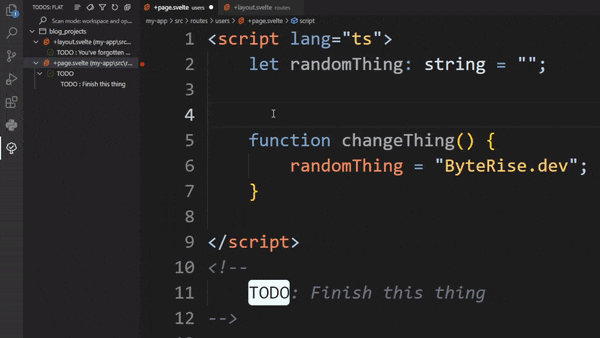 TODOS: FLAT
+page.svelte users
+layout.svelte routes
my-app > src > routes > users > +page.svelte > script
Scan mode: workspace and op...
blog_projects
+layout.svelte (my-app\src...
TODO : You've forgotten ...
+page.svelte (my-app\src\r...
TODO
TODO : Finish this thing
1 <script lang="ts">
2 let randomThing: string = "";
3
4
5 function changeThing() {
6 randomThing = "ByteRise.dev";
7 }
8
9 </script>
10 <!--
11 TODO: Finish this thing
12 -->